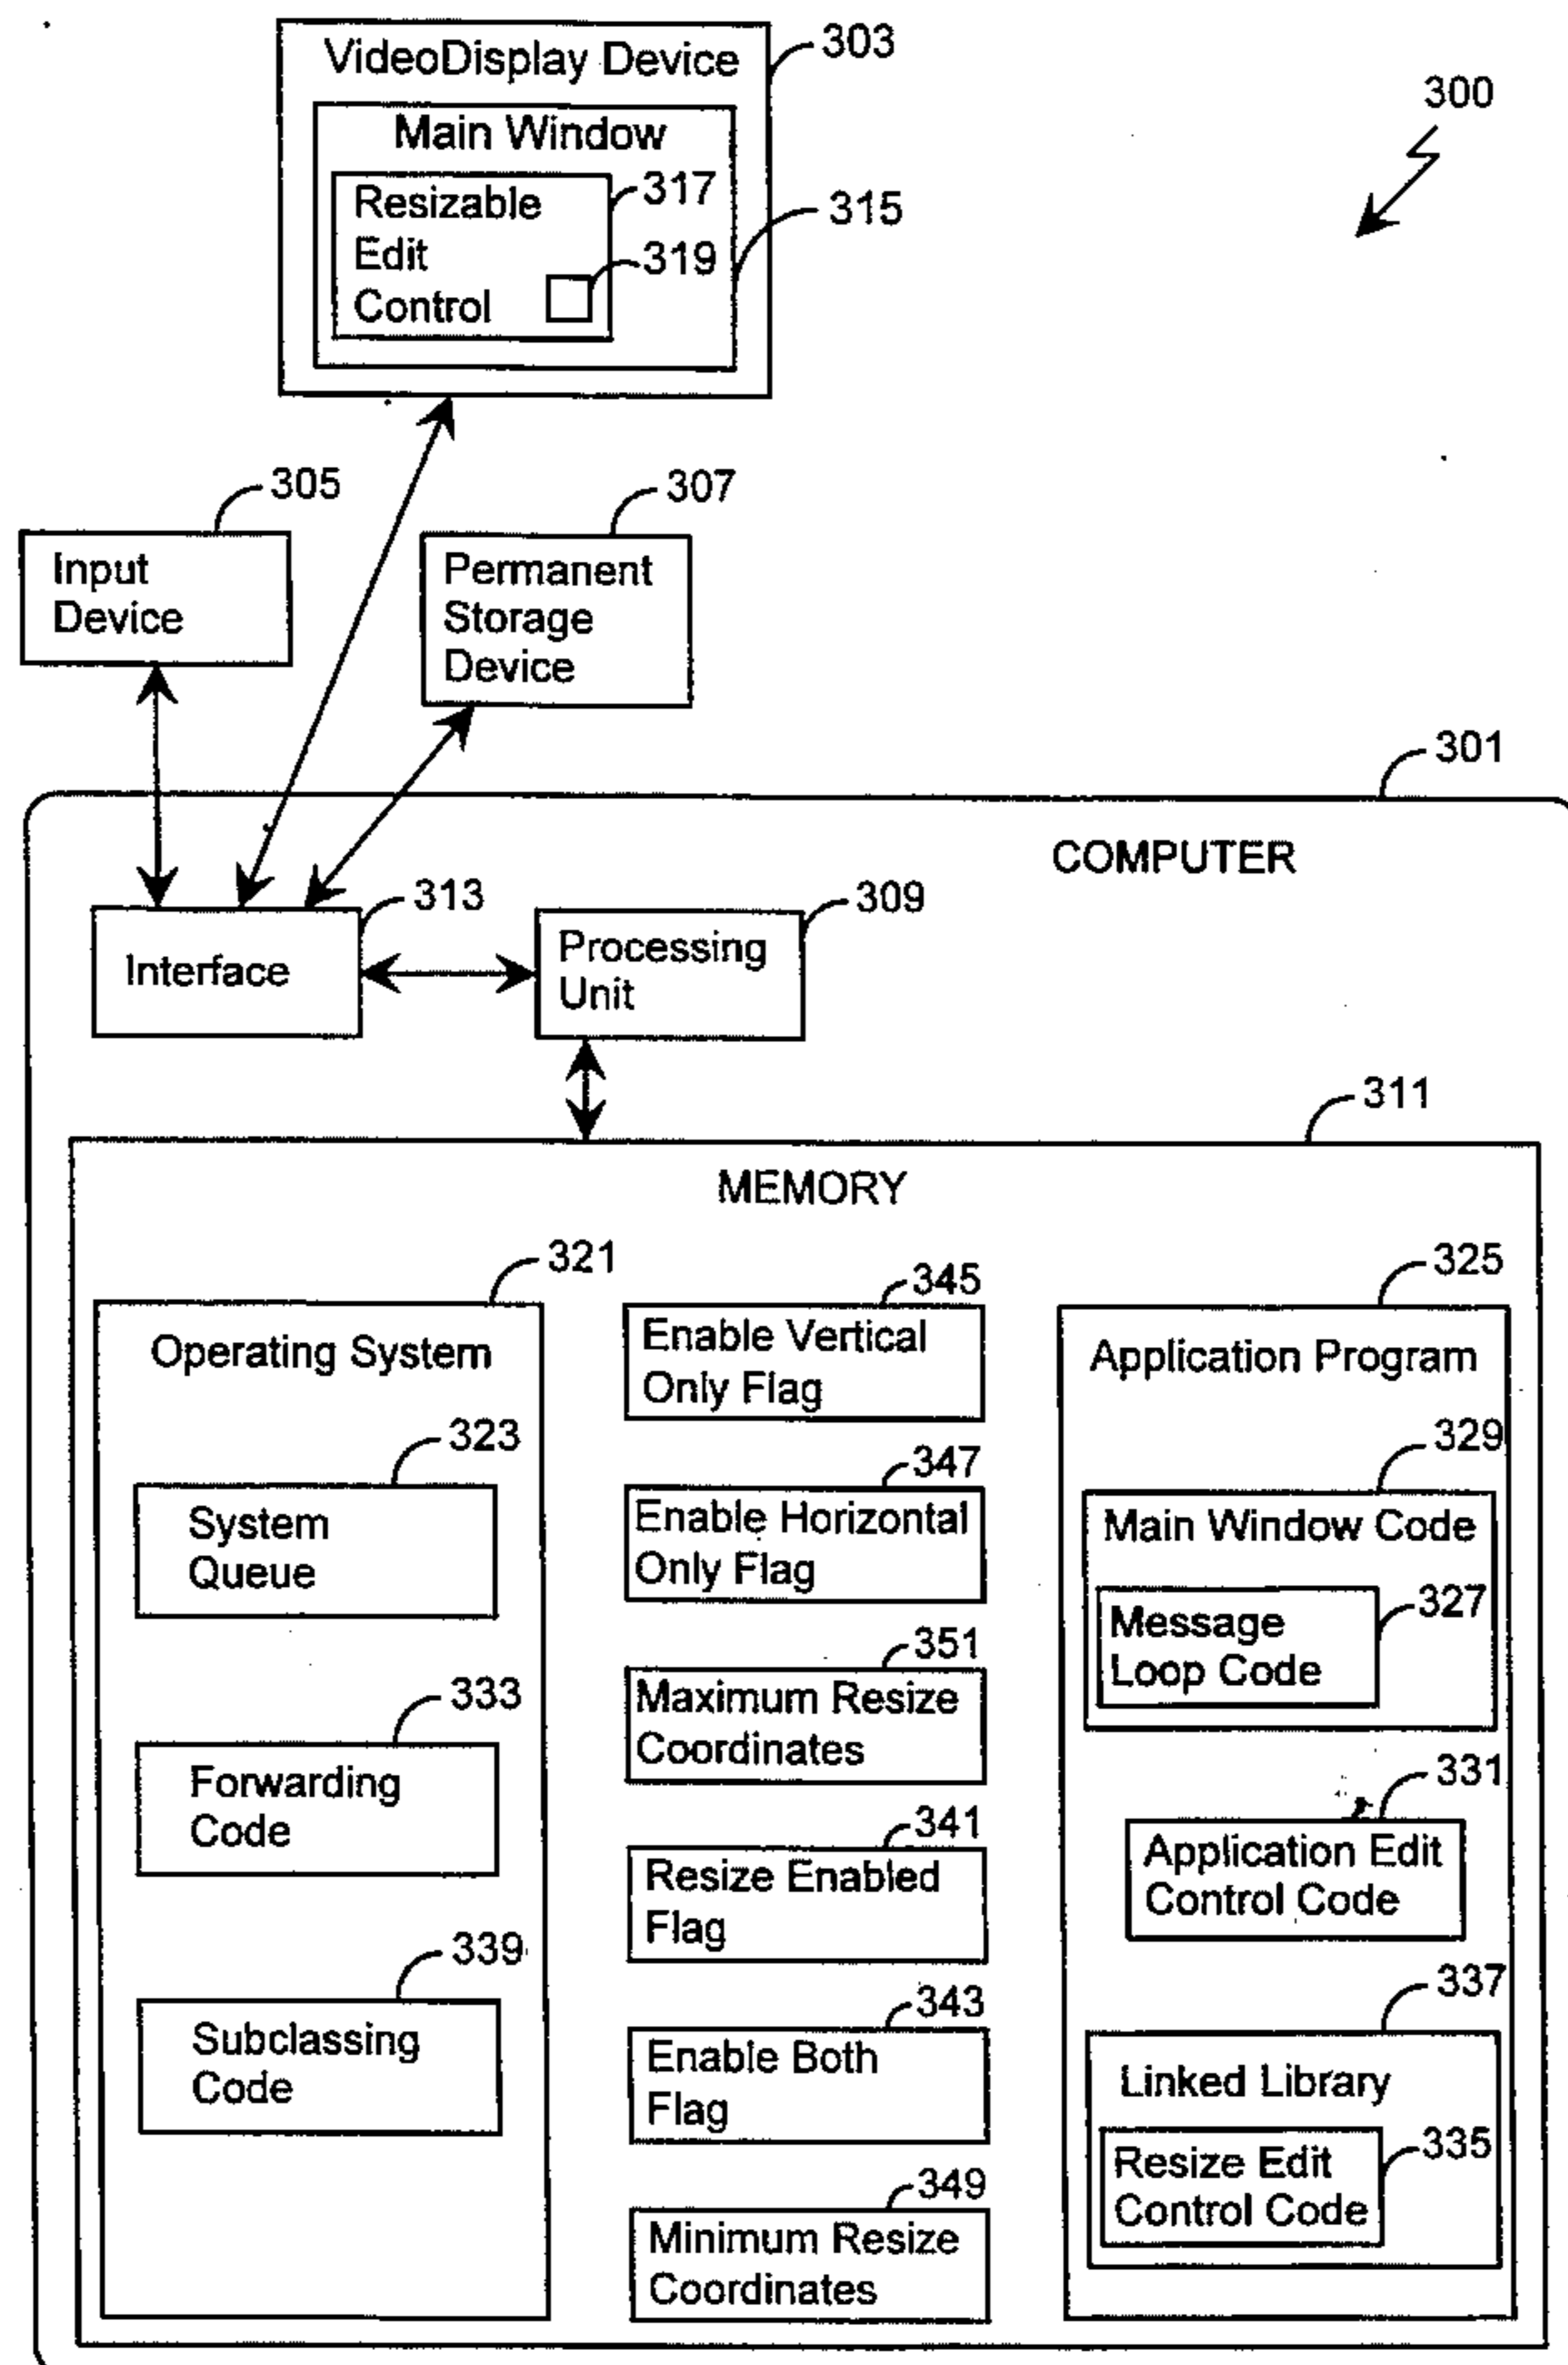 303
VideoDisplay Device
300
Main Window
317
Resizable
315
Edit
319
Control
305
307
Input
Device
Permanent
Storage
Device
301
COMPUTER
313
309
Interface
Processing
Unit
311
MEMORY
321
Operating System
323
System
Queue
333
Forwarding
Code
339
Subclassing
Code
345
Enable Vertical
Only Flag
347
Enable Horizontal
Only Flag
351
Maximum Resize
Coordinates
341
Resize Enabled
Flag
343
Enable Both
Flag
349
Minimum Resize
Coordinates
325
Application Program
329
Main Window Code
327
Message
Loop Code
331
Application Edit
Control Code
337
Linked Library
335
Resize Edit
Control Code